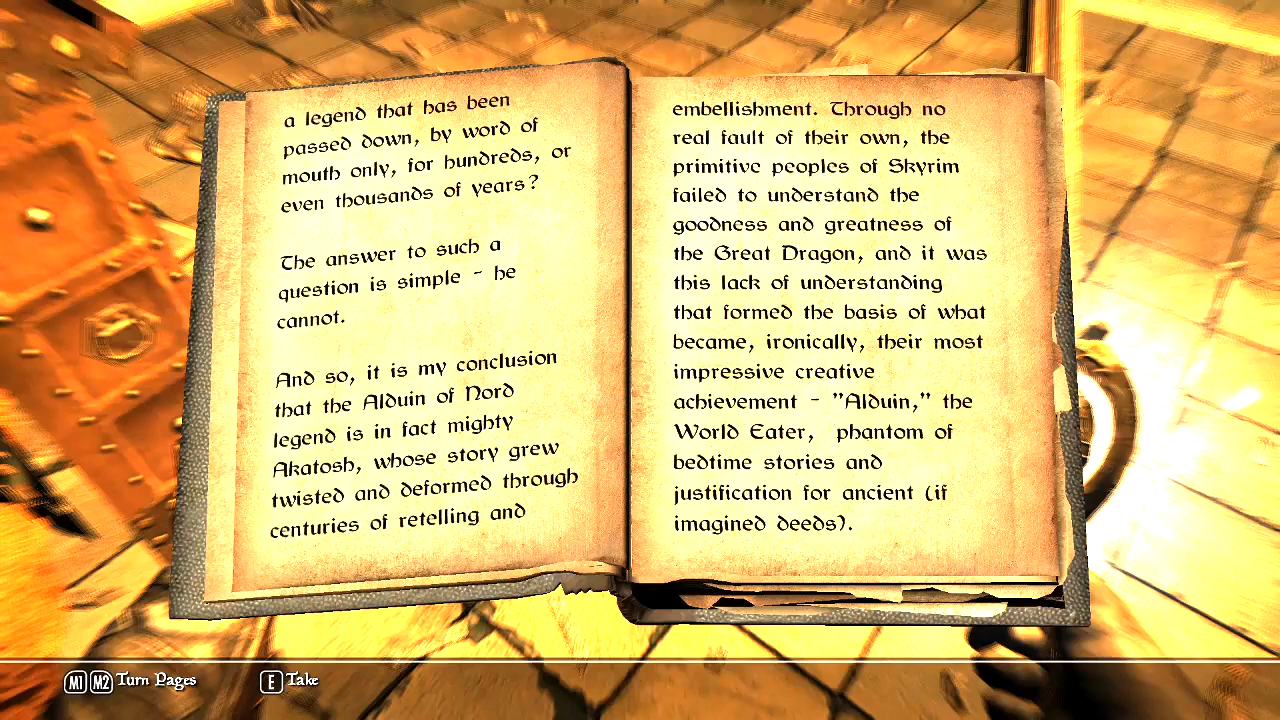 a legend that has been
passed down, by word of
mouth only, for hundreds, or
even thousands of years?
The answer to such a
question is simple - he
cannot.
And so, it is my conclusion
that the Alduin of Nord
legend is in fact mighty
Akatosh, whose story grew
twisted and deformed through
centuries of retelling and
embellishment. Through no
real fault of their own, the
primitive peoples of Skyrim
failed to understand the
goodness and greatness of
the Great Dragon, and it was
this lack of understanding
that formed the basis of what
became, ironically, their most
impressive creative
achievement - "Alduin," the
World Eater, phantom of
bedtime stories and
justification for ancient (if
imagined deeds).
M1 M2 Turn Pages E Take